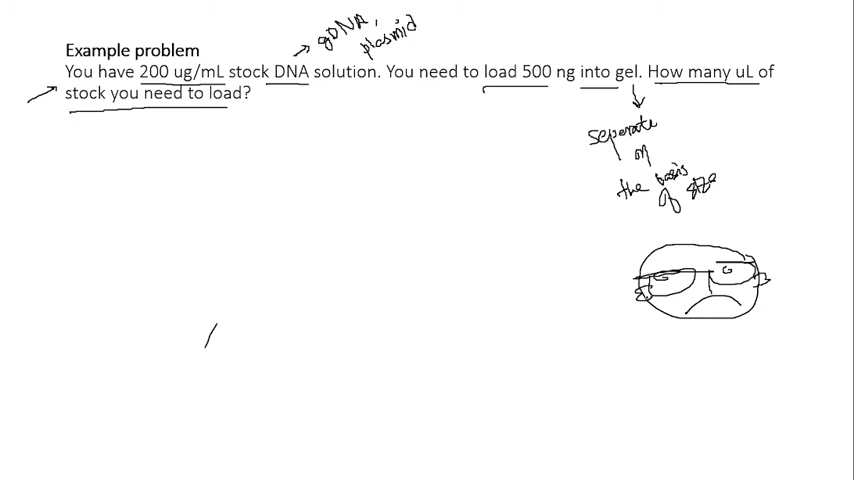 Example problem
gDNA,
plasmid
You have 200 ug/mL stock DNA solution. You need to load 500 ng into gel. How many uL of
stock you need to load?
seperate
on
the basis
of size